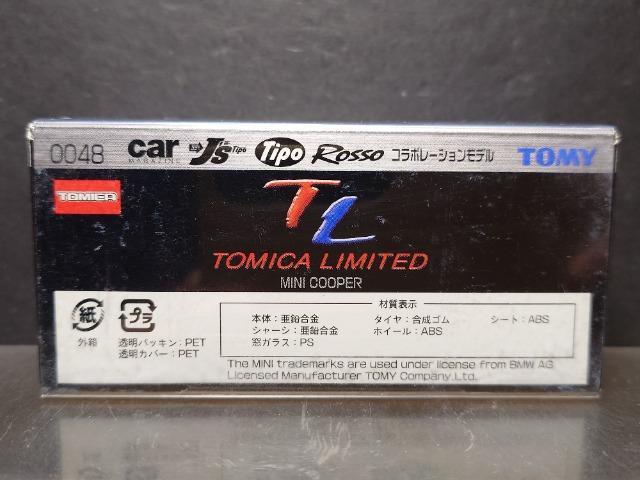 0048 car MAGAZINE J's Tipo Tipo Rosso コラボレーションモデル TOMY
TOMICA
TL
TOMICA LIMITED
MINI COOPER
材質表示
紙
外箱
プラ
透明パッキン：PET
透明カバー：PET
本体：亜鉛合金 タイヤ：合成ゴム シート：ABS
シャーシ：亜鉛合金 ホイール：ABS
窓ガラス：PS
The MINI trademarks are used under license from BMW AG.
Licensed Manufacturer TOMY Company,Ltd.